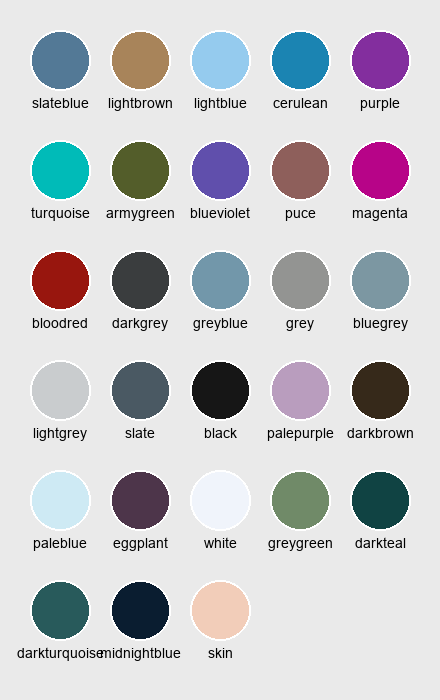 slateblue lightbrown lightblue cerulean purple
turquoise armygreen blueviolet puce magenta
bloodred darkgrey greyblue grey bluegrey
lightgrey slate black palepurple darkbrown
paleblue eggplant white greygreen darkteal
darkturquoise midnightblue skin